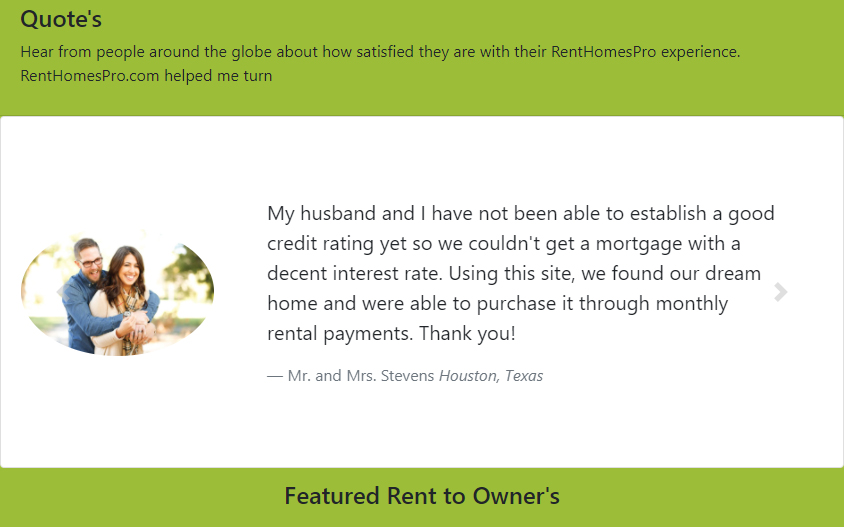 Quote's
Hear from people around the globe about how satisfied they are with their RentHomesPro experience.
RentHomesPro.com helped me turn
My husband and I have not been able to establish a good
credit rating yet so we couldn't get a mortgage with a
decent interest rate. Using this site, we found our dream
home and were able to purchase it through monthly
rental payments. Thank you!
— Mr. and Mrs. Stevens Houston, Texas
Featured Rent to Owner's